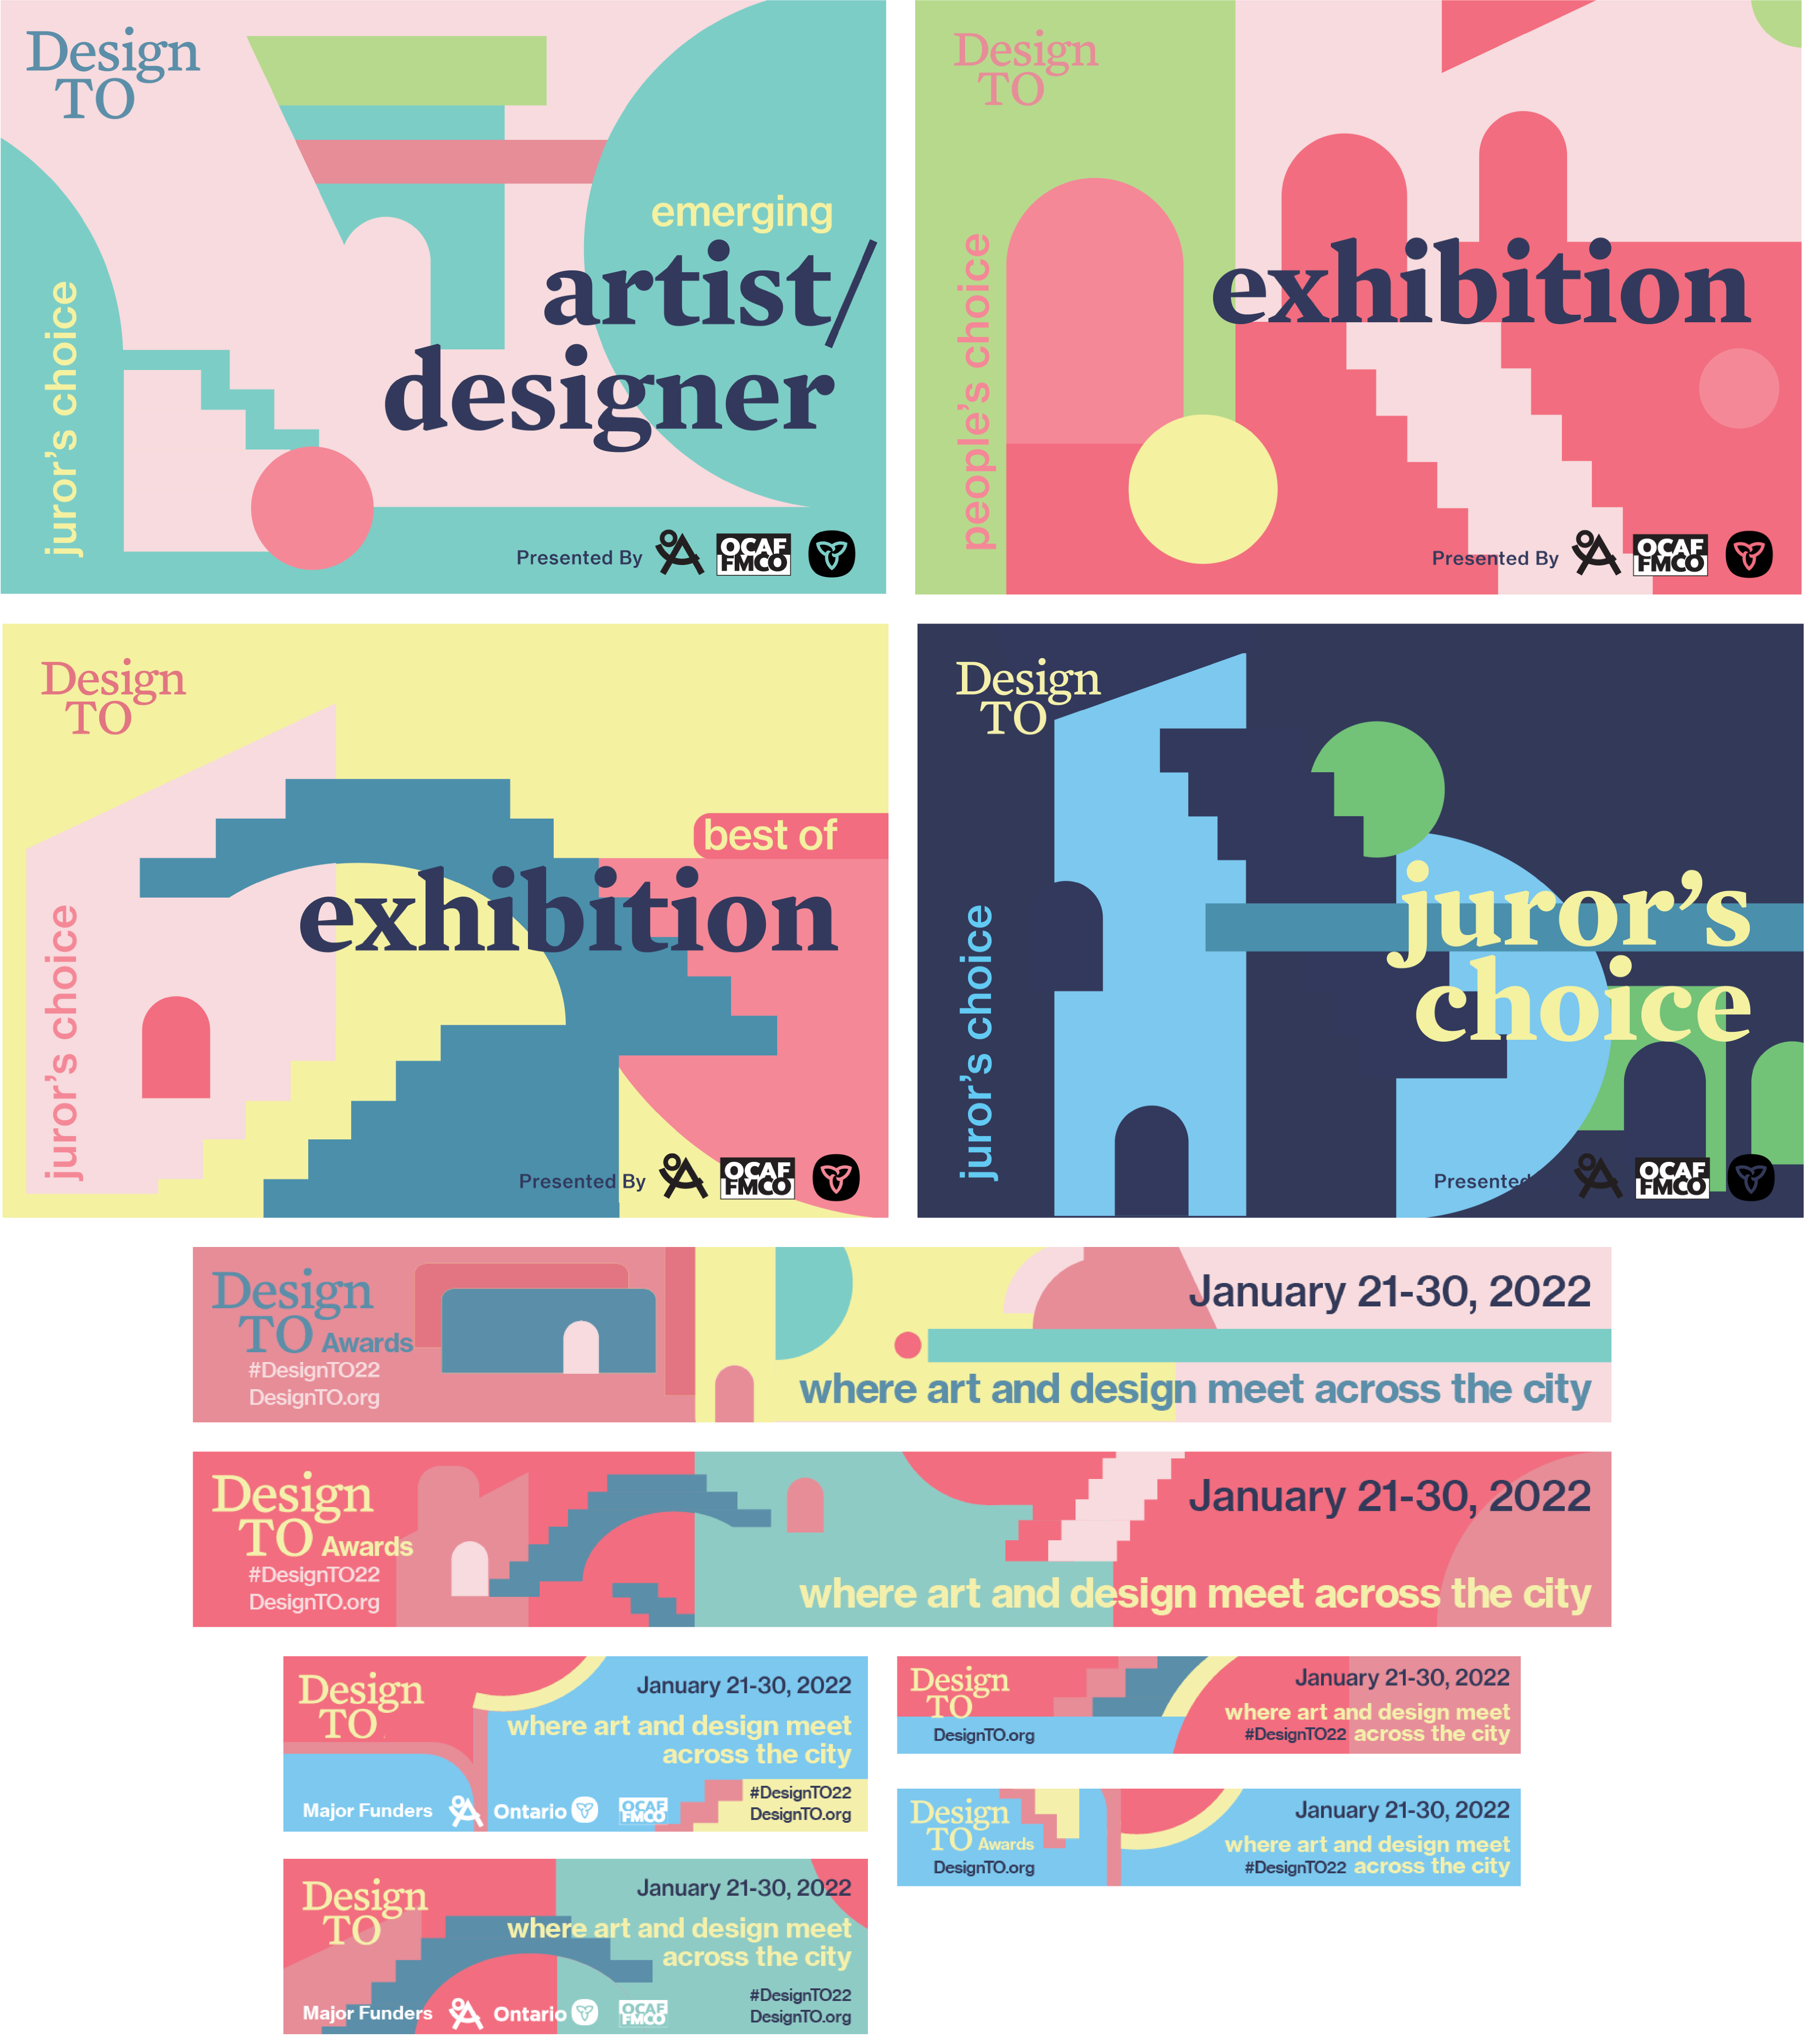 Design
TO
juror's choice
emerging
artist/
designer
Presented By
OCAF
FMCO
Design
TO
people's choice
exhibition
Presented By
OCAF
FMCO
Design
TO
juror's choice
best of
exhibition
Presented By
OCAF
FMCO
Design
TO
juror's choice
juror's
choice
Presented
OCAF
FMCO
Design
TO Awards
#DesignTO22
DesignTO.org
January 21-30, 2022
where art and design meet across the city
Design
TO Awards
#DesignTO22
DesignTO.org
January 21-30, 2022
where art and design meet across the city
Design
TO
January 21-30, 2022
where art and design meet
across the city
#DesignTO22
DesignTO.org
Major Funders
Ontario
OCAF
FMCO
Design
TO
DesignTO.org
January 21-30, 2022
where art and design meet
#DesignTO22 across the city
Design
TO Awards
DesignTO.org
January 21-30, 2022
where art and design meet
#DesignTO22 across the city
Design
TO
January 21-30, 2022
where art and design meet
across the city
#DesignTO22
DesignTO.org
Major Funders
Ontario
OCAF
FMCO